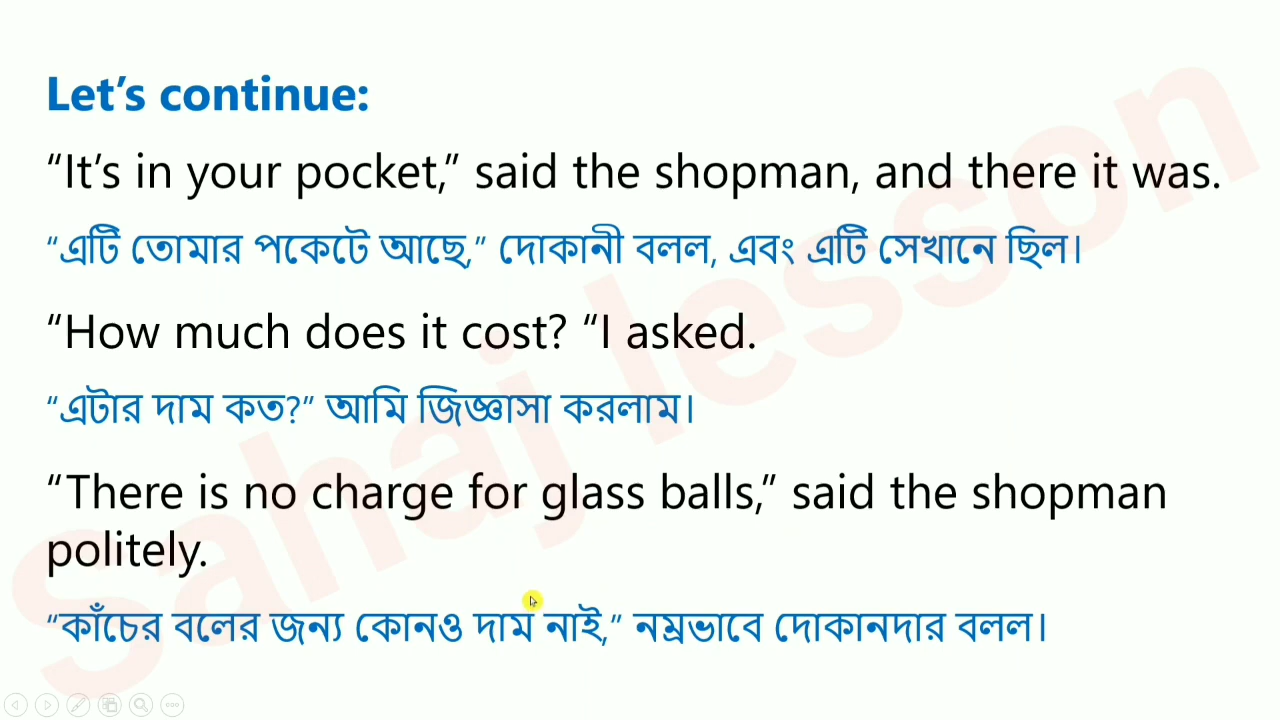 Let’s continue:
“It’s in your pocket,” said the shopman, and there it was.
“এটি তোমার পকেটে আছে,” দোকানী বলল, এবং এটি সেখানে ছিল।
“How much does it cost? “I asked.
“এটার দাম কত?” আমি জিজ্ঞাসা করলাম।
“There is no charge for glass balls,” said the shopman
politely.
“কাঁচের বলের জন্য কোনও দাম নাই,” নম্রভাবে দোকানদার বলল।
Sahaj lesson